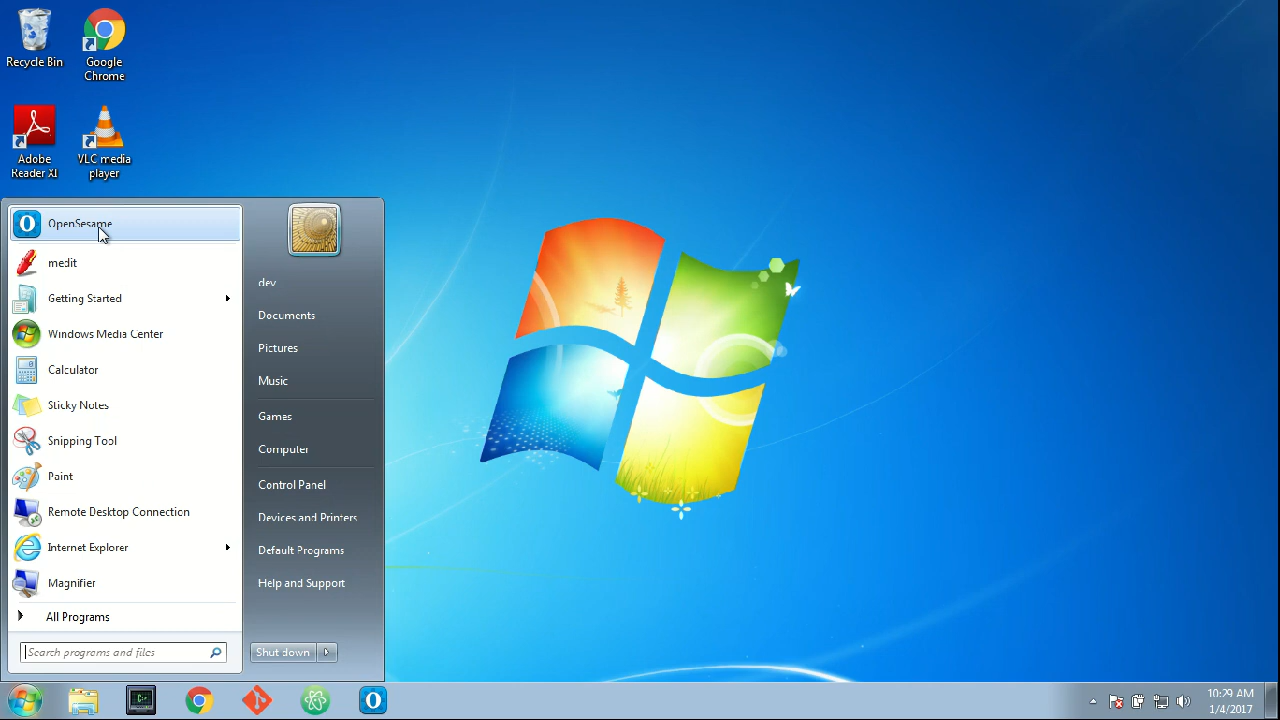 Recycle Bin
Google
Chrome
Adobe
Reader XI
VLC media
player
OpenSesame
medit
Getting Started
Windows Media Center
Calculator
Sticky Notes
Snipping Tool
Paint
Remote Desktop Connection
Internet Explorer
Magnifier
All Programs
Search programs and files
dev
Documents
Pictures
Music
Games
Computer
Control Panel
Devices and Printers
Default Programs
Help and Support
Shut down
10:29 AM
1/4/2017